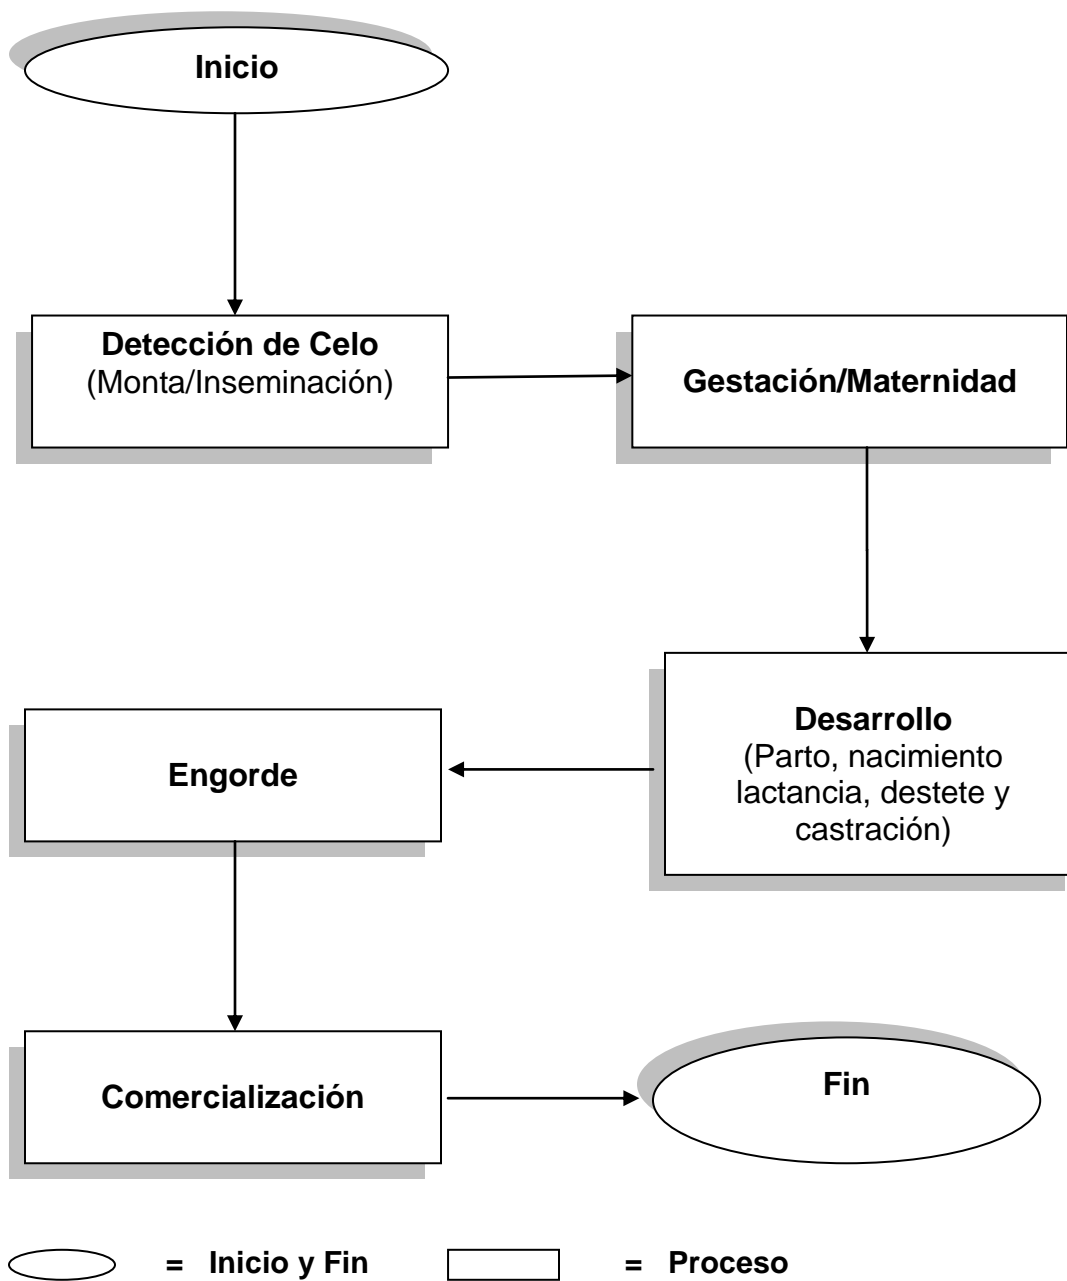 Inicio
Detección de Celo
(Monta/Inseminación)
Gestación/Maternidad
Desarrollo
(Parto, nacimiento
lactancia, destete y
castración)
Engorde
Comercialización
Fin
= Inicio y Fin
= Proceso